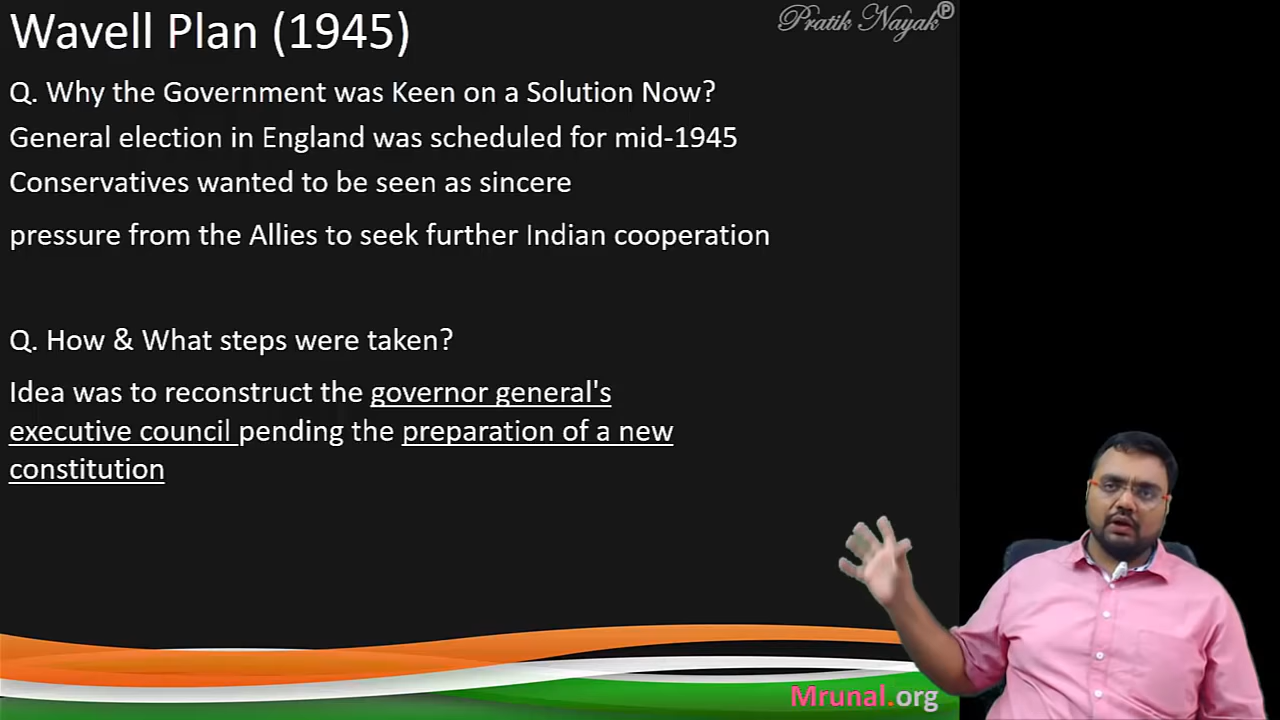 Wavell Plan (1945)
Pratik Nayak℗
Q. Why the Government was Keen on a Solution Now?
General election in England was scheduled for mid-1945
Conservatives wanted to be seen as sincere
pressure from the Allies to seek further Indian cooperation
Q. How & What steps were taken?
Idea was to reconstruct the governor general's
executive council pending the preparation of a new
constitution
Mrunal.org